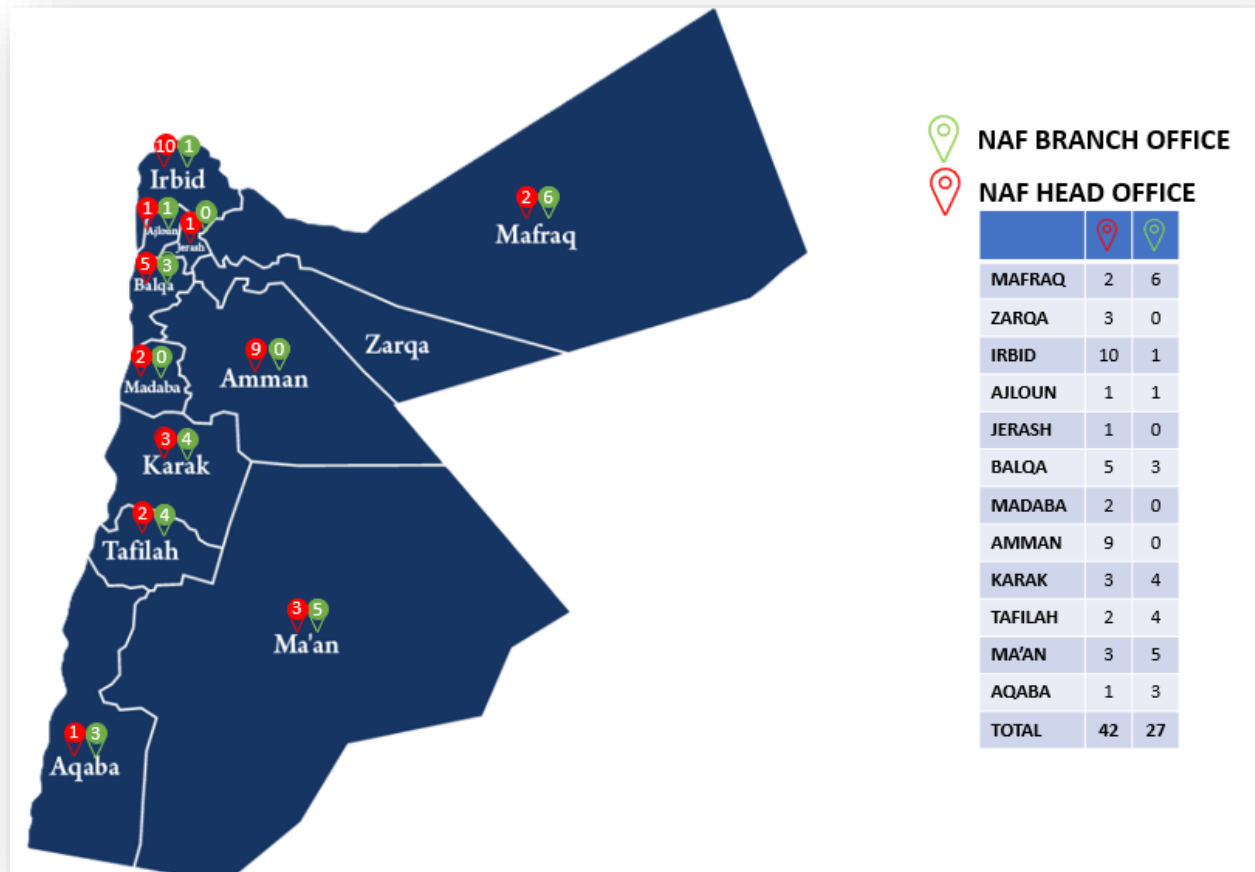 10 1
Irbid
1 1
Ajloun
1 0
Jerash
5 3
Balqa
2 6
Mafraq
Zarqa
9 0
Amman
2 0
Madaba
3 4
Karak
2 4
Tafilah
3 5
Ma'an
1 3
Aqaba
NAF BRANCH OFFICE
NAF HEAD OFFICE
MAFRAQ 2 6
ZARQA 3 0
IRBID 10 1
AJLOUN 1 1
JERASH 1 0
BALQA 5 3
MADABA 2 0
AMMAN 9 0
KARAK 3 4
TAFILAH 2 4
MA’AN 3 5
AQABA 1 3
TOTAL 42 27